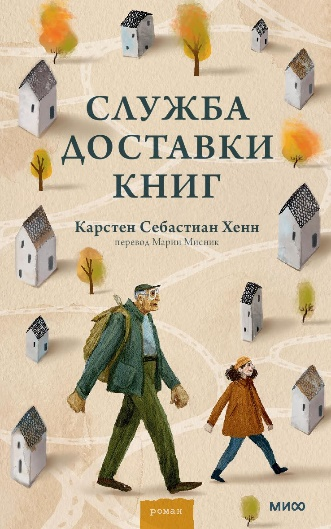 СЛУЖБА
ДОСТАВКИ
КНИГ
Карстен Себастиан Хенн
перевод Марии Мисник
роман
МИФ